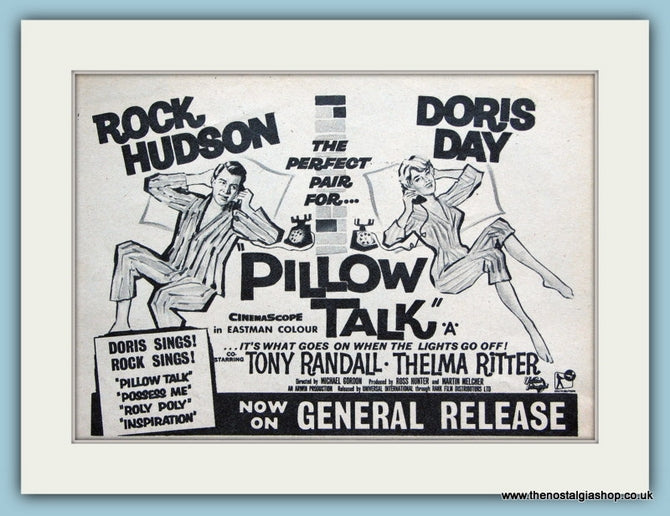 ROCK
HUDSON
DORIS
DAY
THE
PERFECT
PAIR
FOR...
"PILLOW
TALK"
'A'
CINEMASCOPE
in EASTMAN COLOUR
...IT'S WHAT GOES ON WHEN THE LIGHTS GO OFF!
CO-
STARRING TONY RANDALL · THELMA RITTER
Directed by MICHAEL GORDON Produced by ROSS HUNTER and MARTIN MELCHER
AN ARWIN PRODUCTION Released by UNIVERSAL INTERNATIONAL through RANK FILM DISTRIBUTORS LTD
DORIS SINGS!
ROCK SINGS!
"PILLOW TALK"
"POSSESS ME"
"ROLY POLY"
"INSPIRATION"
NOW
ON GENERAL RELEASE
www.thenostalgiashop.co.uk